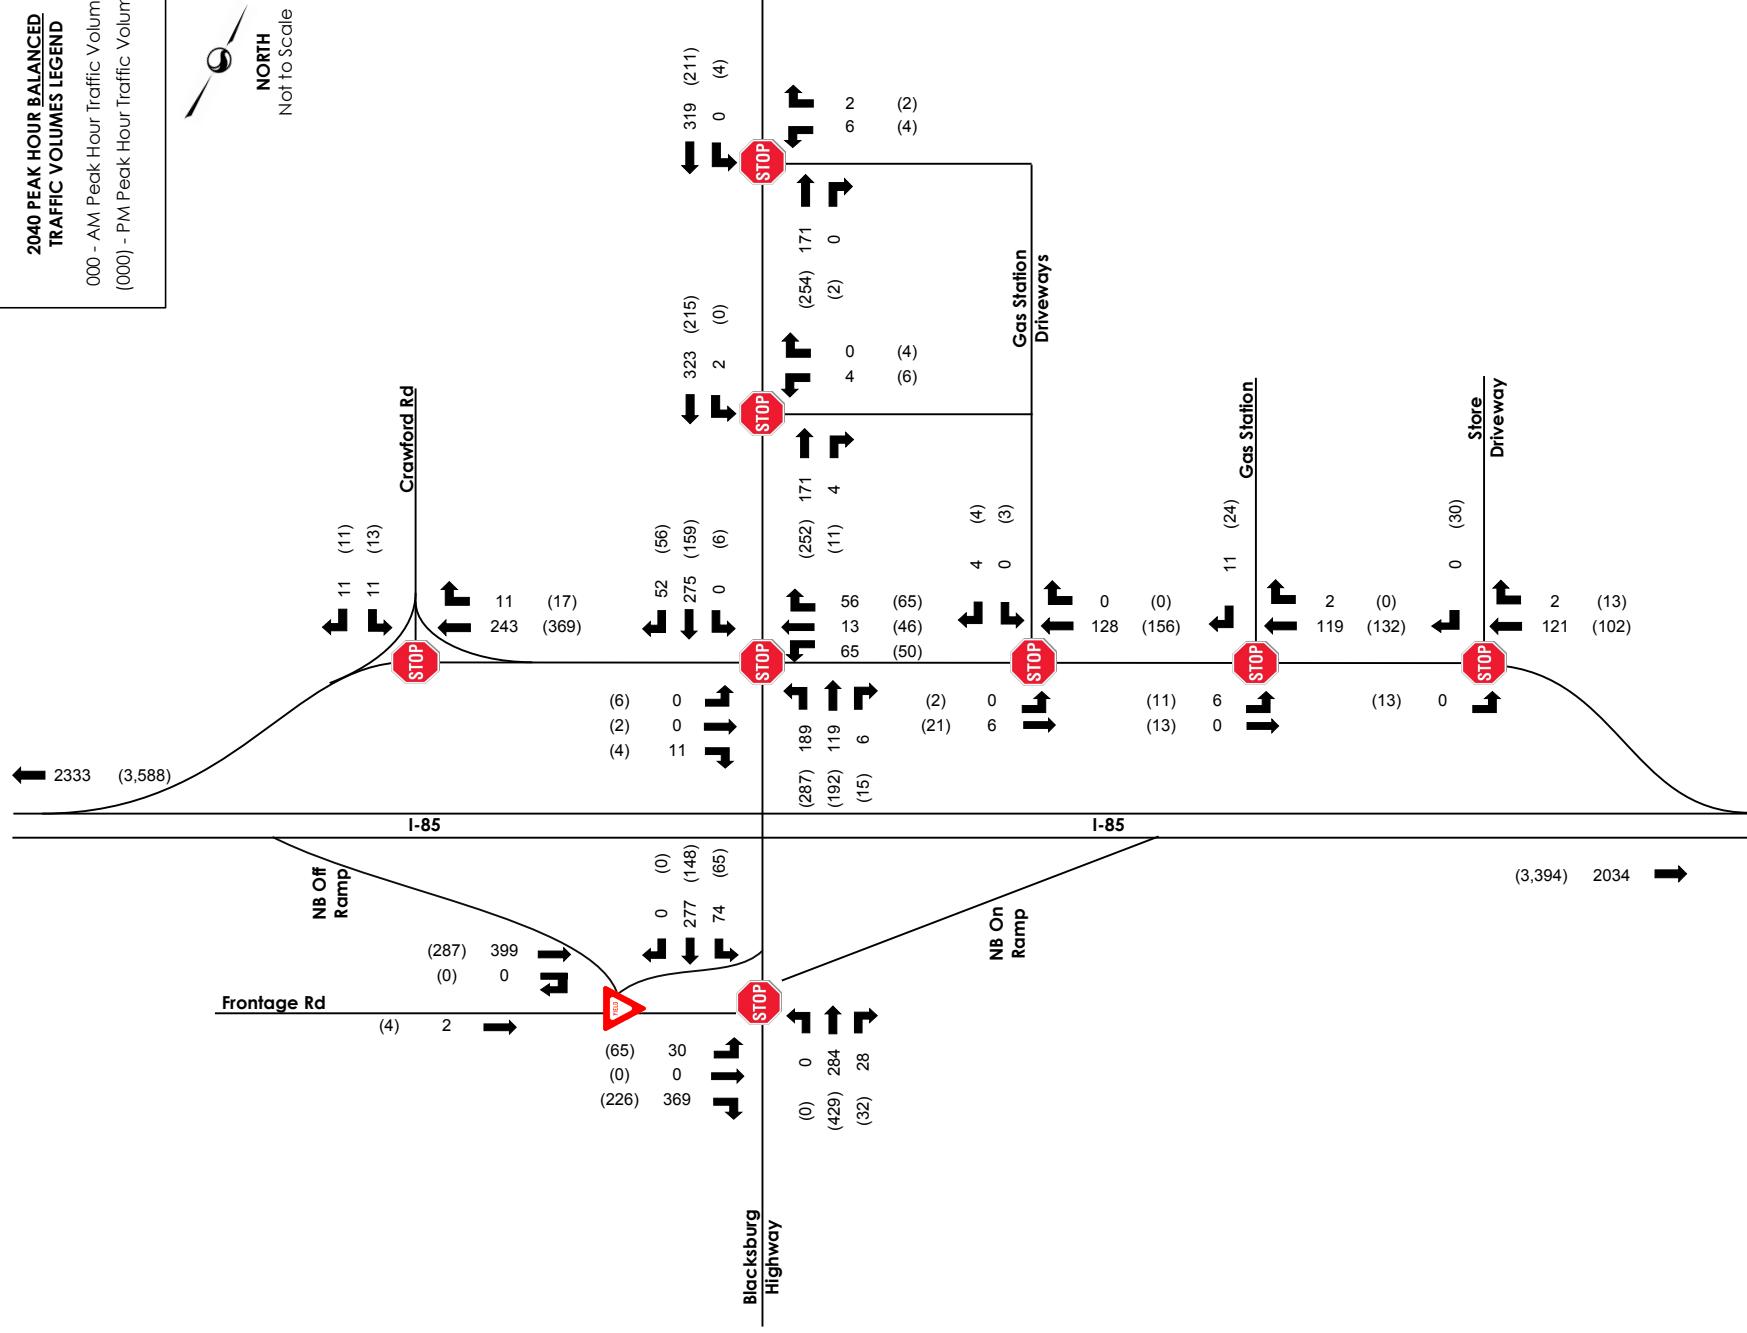 2040 PEAK HOUR BALANCED
TRAFFIC VOLUMES LEGEND
000 - AM Peak Hour Traffic Volum
(000) - PM Peak Hour Traffic Volum
NORTH
Not to Scale
319 (211)
0 (4)
2 (2)
6 (4)
STOP
(254) 171
(2) 0
323 (215)
2 (0)
0 (4)
4 (6)
STOP
(252) 171
(11) 4
Gas Station
Driveways
Crawford Rd
11 (11)
11 (13)
11 (17)
243 (369)
STOP
52 (56)
275 (159)
0 (6)
56 (65)
13 (46)
65 (50)
STOP
(6) 0
(2) 0
(4) 11
(287) 189
(192) 119
(15) 6
4 (4)
0 (3)
0 (0)
128 (156)
STOP
(2) 0
(21) 6
Gas Station
11 (24)
2 (0)
119 (132)
STOP
(11) 6
(13) 0
Store
Driveway
0 (30)
2 (13)
121 (102)
STOP
(13) 0
2333 (3,588)
I-85
I-85
(3,394) 2034
NB Off
Ramp
0 (0)
277 (148)
74 (65)
NB On
Ramp
(287) 399
(0) 0
Frontage Rd
(4) 2
YIELD
STOP
(65) 30
(0) 0
(226) 369
(0) 0
(429) 284
(32) 28
Blacksburg
Highway